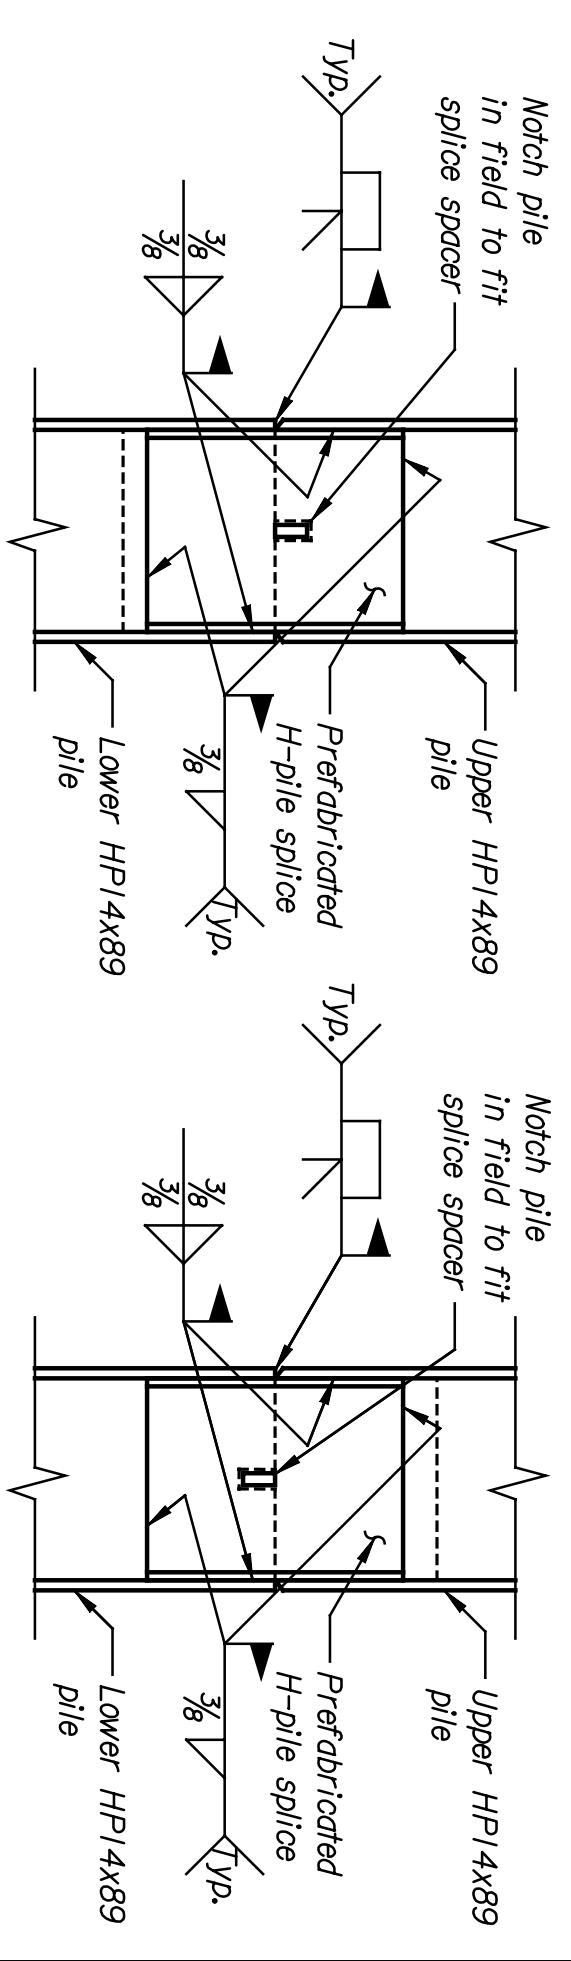 Typ.
Notch pile
in field to fit
splice spacer
3/8
3/8
Upper HP14x89
pile
Prefabricated
H-pile splice
Lower HP14x89
pile
3/8
Typ.
Typ.
Notch pile
in field to fit
splice spacer
3/8
3/8
Upper HP14x89
pile
Prefabricated
H-pile splice
Lower HP14x89
pile
3/8
Typ.